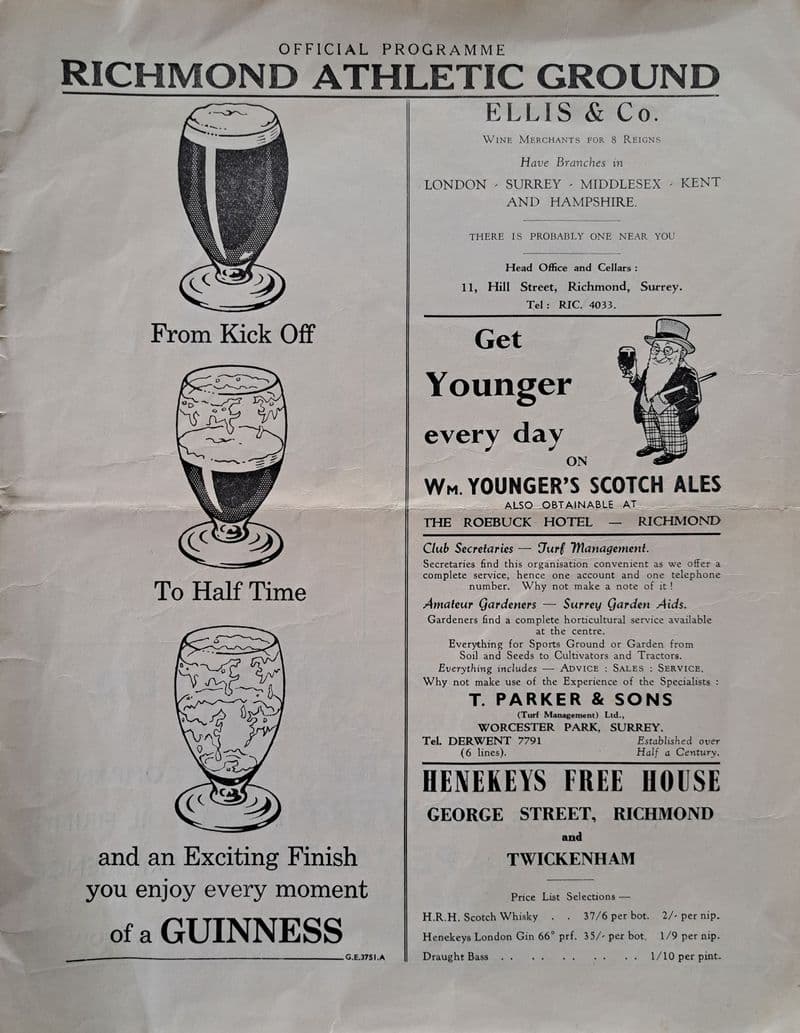 OFFICIAL PROGRAMME
RICHMOND ATHLETIC GROUND
From Kick Off
To Half Time
and an Exciting Finish
you enjoy every moment
of a GUINNESS
G.E.3751.A
ELLIS & Co.
WINE MERCHANTS FOR 8 REIGNS
Have Branches in
LONDON - SURREY - MIDDLESEX - KENT
AND HAMPSHIRE.
THERE IS PROBABLY ONE NEAR YOU
Head Office and Cellars :
11, Hill Street, Richmond, Surrey.
Tel : RIC. 4033.
Get
Younger
every day
ON
WM. YOUNGER'S SCOTCH ALES
ALSO OBTAINABLE AT
THE ROEBUCK HOTEL — RICHMOND
Club Secretaries — Turf Management.
Secretaries find this organisation convenient as we offer a
complete service, hence one account and one telephone
number. Why not make a note of it !
Amateur Gardeners — Surrey Garden Aids.
Gardeners find a complete horticultural service available
at the centre.
Everything for Sports Ground or Garden from
Soil and Seeds to Cultivators and Tractors.
Everything includes — ADVICE : SALES : SERVICE.
Why not make use of the Experience of the Specialists :
T. PARKER & SONS
(Turf Management) Ltd.,
WORCESTER PARK, SURREY.
Tel. DERWENT 7791 Established over
(6 lines). Half a Century.
HENEKEYS FREE HOUSE
GEORGE STREET, RICHMOND
and
TWICKENHAM
Price List Selections —
H.R.H. Scotch Whisky . . 37/6 per bot. 2/- per nip.
Henekeys London Gin 66° prf. 35/- per bot. 1/9 per nip.
Draught Bass . . . . . . . . . . 1/10 per pint.